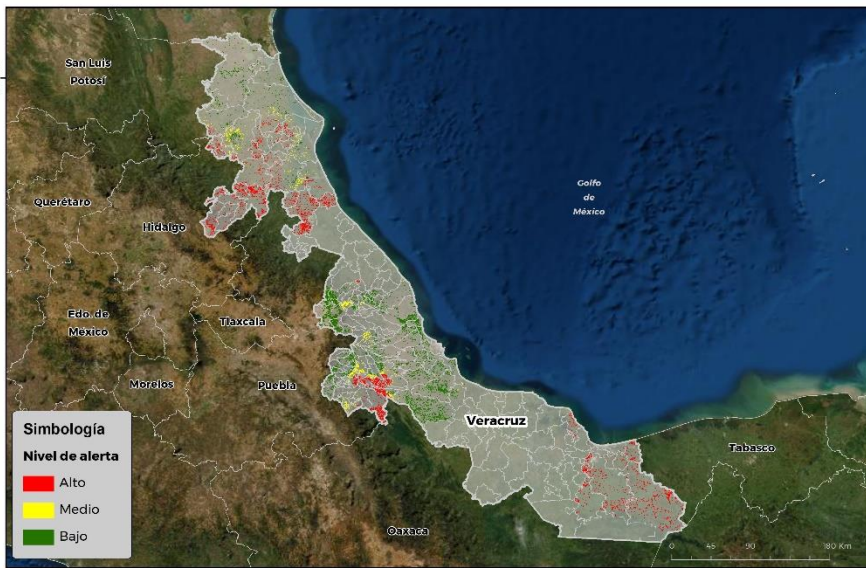 San Luis
Potosí
Querétaro
Hidalgo
Golfo
de
México
Edo. de
México
Tlaxcala
Morelos
Puebla
Veracruz
Tabasco
Oaxaca
Simbología
Nivel de alerta
Alto
Medio
Bajo
0 45 90 180 Km